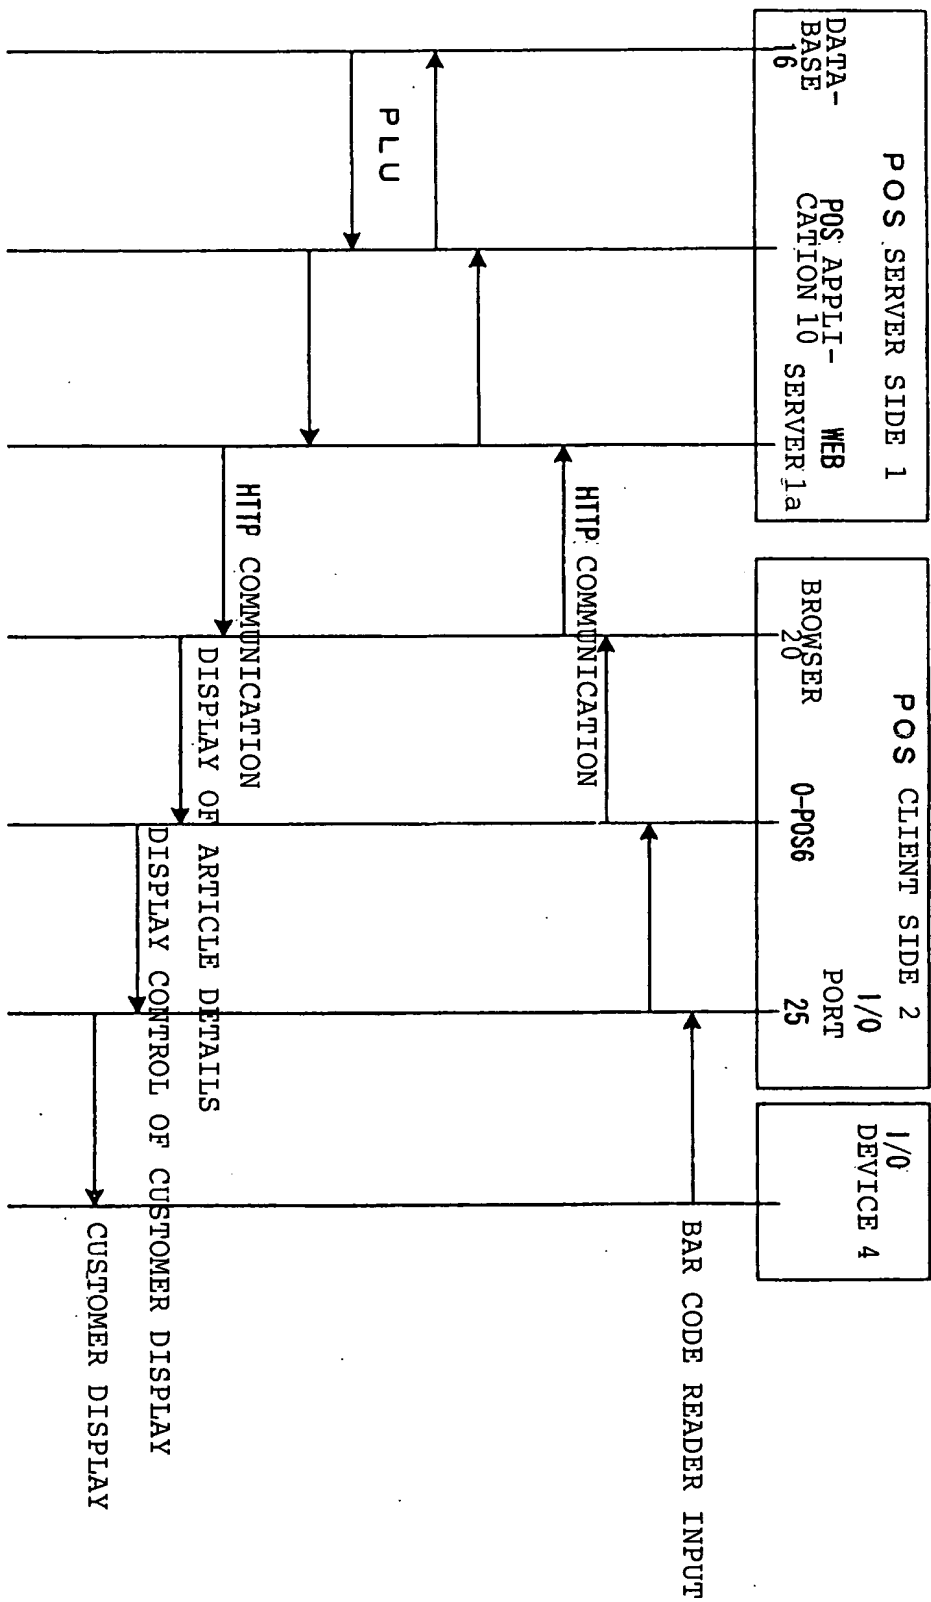 POS SERVER SIDE 1
DATA-
BASE
16
POS APPLI-
CATION 10
WEB
SERVER 1a
POS CLIENT SIDE 2
BROWSER
20
O-POS6
I/O
PORT
25
I/O
DEVICE 4
BAR CODE READER INPUT
HTTP COMMUNICATION
PLU
HTTP COMMUNICATION
DISPLAY OF ARTICLE DETAILS
DISPLAY CONTROL OF CUSTOMER DISPLAY
CUSTOMER DISPLAY